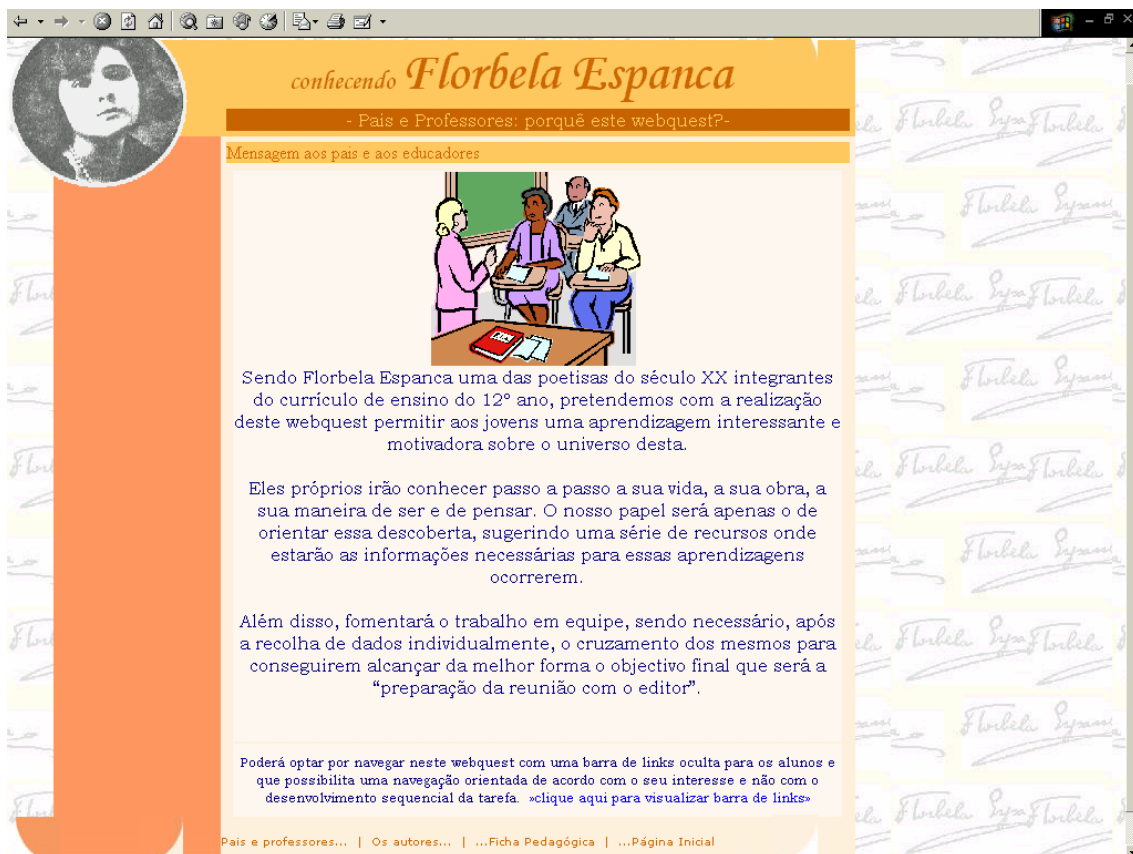 conhecendo Florbela Espanca
- Pais e Professores: porquê este webquest?-
Mensagem aos pais e aos educadores
Sendo Florbela Espanca uma das poetisas do século XX integrantes
do currículo de ensino do 12º ano, pretendemos com a realização
deste webquest permitir aos jovens uma aprendizagem interessante e
motivadora sobre o universo desta.
Eles próprios irão conhecer passo a passo a sua vida, a sua obra, a
sua maneira de ser e de pensar. O nosso papel será apenas o de
orientar essa descoberta, sugerindo uma série de recursos onde
estarão as informações necessárias para essas aprendizagens
ocorrerem.
Além disso, fomentará o trabalho em equipe, sendo necessário, após
a recolha de dados individualmente, o cruzamento dos mesmos para
conseguirem alcançar da melhor forma o objectivo final que será a
“preparação da reunião com o editor”.
Poderá optar por navegar neste webquest com uma barra de links oculta para os alunos e
que possibilita uma navegação orientada de acordo com o seu interesse e não com o
desenvolvimento sequencial da tarefa. »clique aqui para visualizar barra de links»
Pais e professores... | Os autores... | ...Ficha Pedagógica | ...Página Inicial